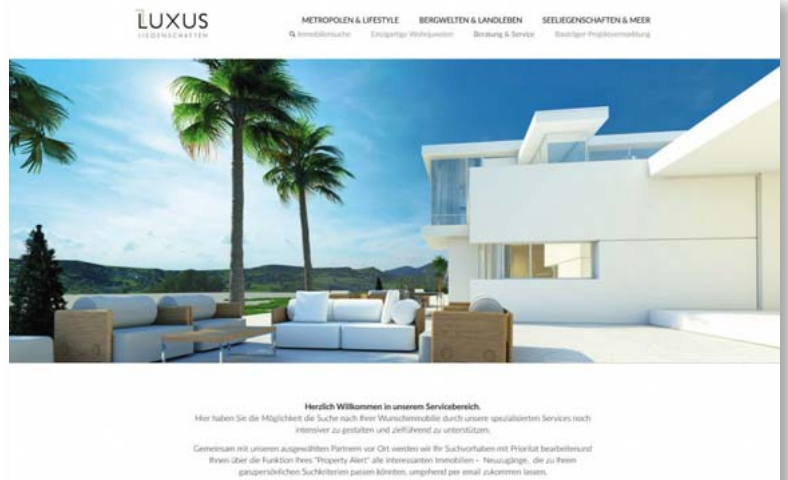 LUXUS
LIEGENSCHAFTEN
METROPOLEN & LIFESTYLE BERGWELTEN & LANDLEBEN SEELIEGENSCHAFTEN & MEER
Immobiliensuche Einzigartige Wohnjuwelen Beratung & Service Bauträger-Projektvermarktung
Herzlich Willkommen in unserem Servicebereich.
Hier haben Sie die Möglichkeit die Suche nach Ihrer Wunschimmobilie durch unsere spezialisierten Services noch
intensiver zu gestalten und zielführend zu unterstützen.
Gemeinsam mit unseren ausgewählten Partnern vor Ort werden wir Ihr Suchvorhaben mit Priorität bearbeitenund
Ihnen über die Funktion Ihres "Property Alert" alle interessanten Immobilien – Neuzugänge, die zu Ihrem
ganzpersönlichen Suchkriterien passen könnten, umgehend per email zukommen lassen.